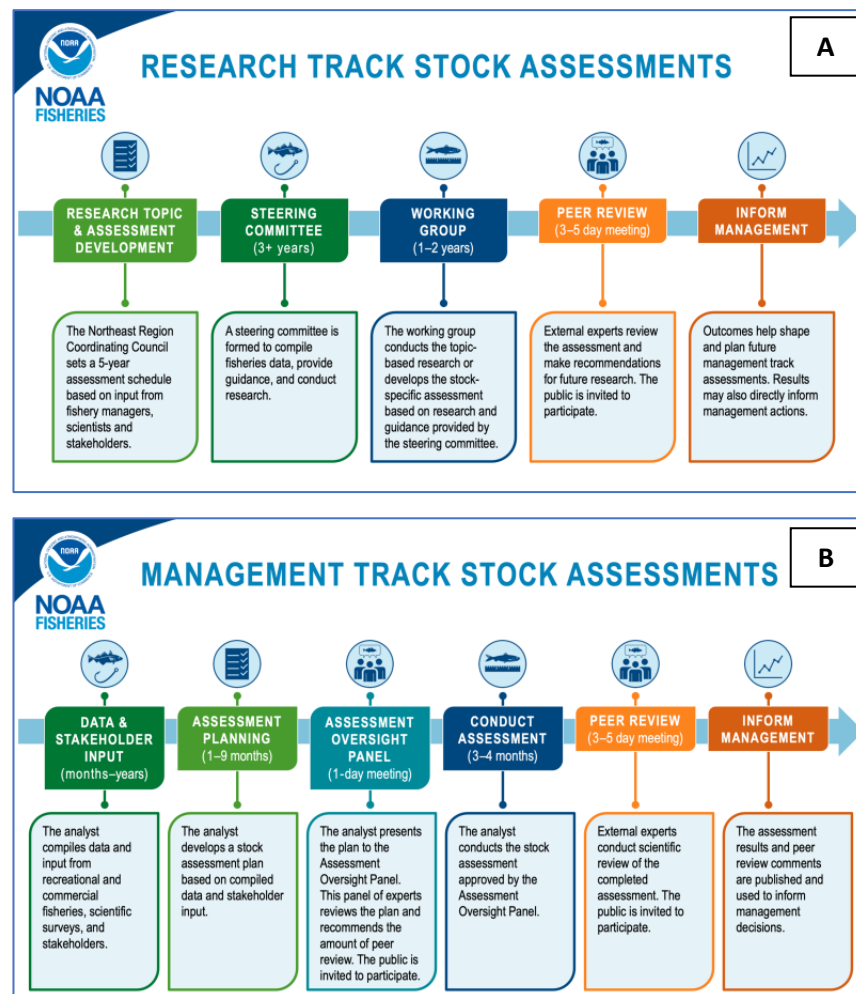 A
NOAA
NOAA
FISHERIES
RESEARCH TRACK STOCK ASSESSMENTS
RESEARCH TOPIC
& ASSESSMENT
DEVELOPMENT
STEERING
COMMITTEE
(3+ years)
WORKING
GROUP
(1–2 years)
PEER REVIEW
(3–5 day meeting)
INFORM
MANAGEMENT
The Northeast Region
Coordinating Council
sets a 5-year
assessment schedule
based on input from
fishery managers,
scientists and
stakeholders.
A steering committee is
formed to compile
fisheries data, provide
guidance, and conduct
research.
The working group
conducts the topic-
based research or
develops the stock-
specific assessment
based on research and
guidance provided by
the steering committee.
External experts review
the assessment and
make recommendations
for future research. The
public is invited to
participate.
Outcomes help shape
and plan future
management track
assessments. Results
may also directly inform
management actions.
B
NOAA
NOAA
FISHERIES
MANAGEMENT TRACK STOCK ASSESSMENTS
DATA &
STAKEHOLDER
INPUT
(months–years)
ASSESSMENT
PLANNING
(1–9 months)
ASSESSMENT
OVERSIGHT
PANEL
(1-day meeting)
CONDUCT
ASSESSMENT
(3–4 months)
PEER REVIEW
(3–5 day meeting)
INFORM
MANAGEMENT
The analyst
compiles data and
input from
recreational and
commercial
fisheries, scientific
surveys, and
stakeholders.
The analyst
develops a stock
assessment plan
based on compiled
data and stakeholder
input.
The analyst presents
the plan to the
Assessment
Oversight Panel.
This panel of experts
reviews the plan and
recommends the
amount of peer
review. The public is
invited to participate.
The analyst
conducts the stock
assessment
approved by the
Assessment
Oversight Panel.
External experts
conduct scientific
review of the
completed
assessment. The
public is invited to
participate.
The assessment
results and peer
review comments
are published and
used to inform
management
decisions.